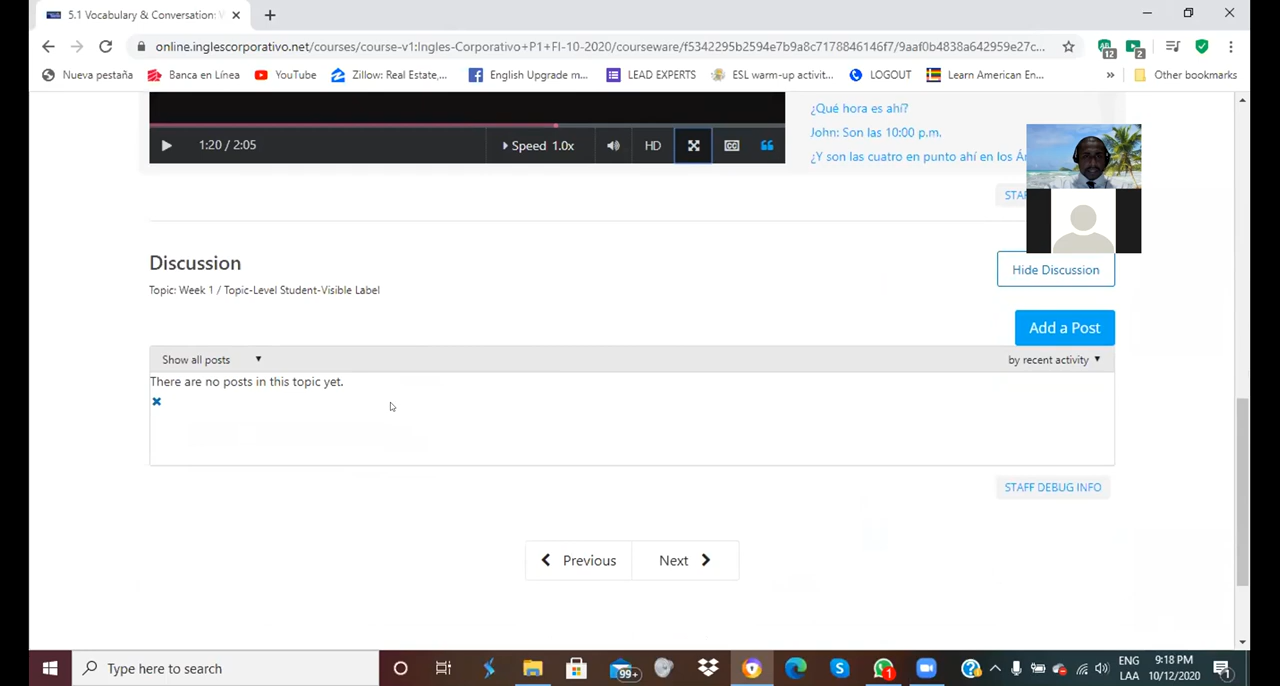 5.1 Vocabulary & Conversation:
online.inglescorporativo.net/courses/course-v1:Ingles-Corporativo+P1+FI-10-2020/courseware/f5342295b2594e7b9a8c7178846146f7/9aaf0b4838a642959e27c...
12
2
Nueva pestaña
Banca en Línea
YouTube
Zillow: Real Estate,...
English Upgrade m...
LEAD EXPERTS
ESL warm-up activit...
LOGOUT
Learn American En...
»
Other bookmarks
¿Qué hora es ahí?
John: Son las 10:00 p.m.
¿Y son las cuatro en punto ahí en los
1:20 / 2:05
Speed 1.0x
HD
CC
Discussion
Hide Discussion
Topic: Week 1 / Topic-Level Student-Visible Label
Add a Post
Show all posts
by recent activity
There are no posts in this topic yet.
STAFF DEBUG INFO
Previous
Next
Type here to search
99+
1
ENG
LAA
9:18 PM
10/12/2020
1